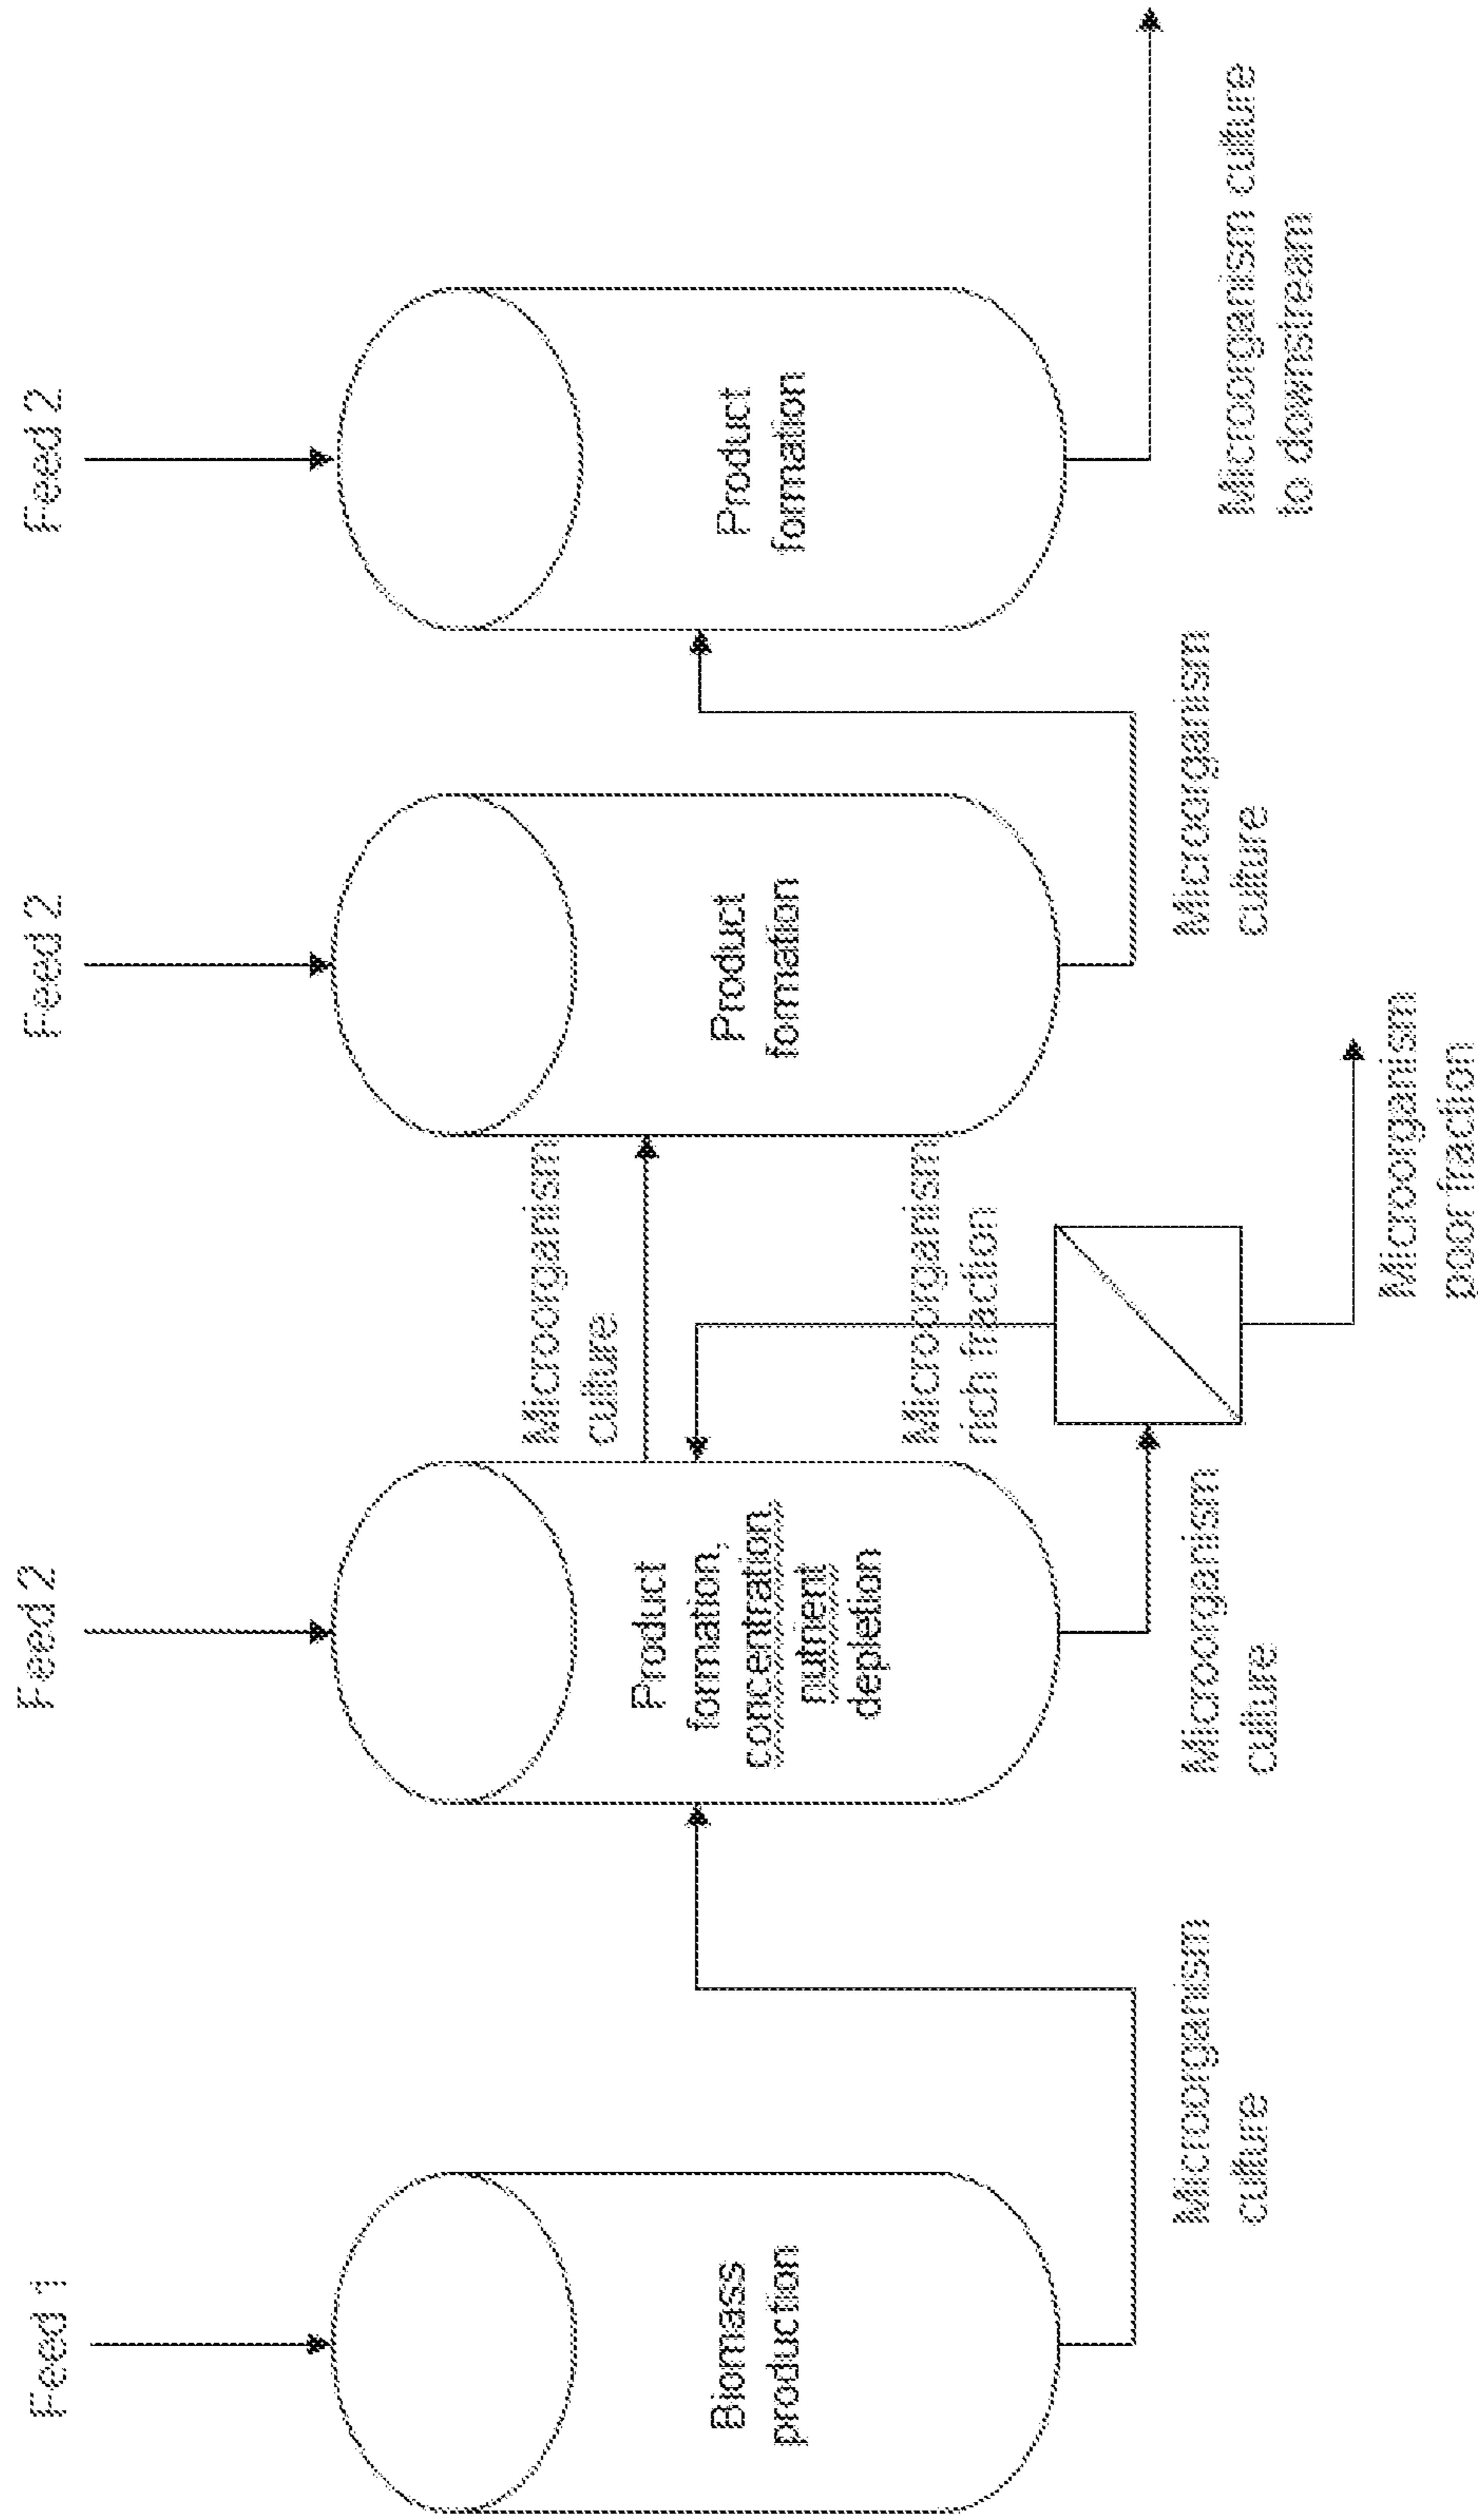 Feed 1
Feed 2
Feed 2
Feed 2
Biomass
production
Product
formation,
concentration,
nutrient
depletion
Product
formation
Product
formation
Microorganism
culture
Microorganism
culture
Microorganism
rich fraction
Microorganism
culture
Microorganism
poor fraction
Microorganism
culture
Microorganism culture
to downstream